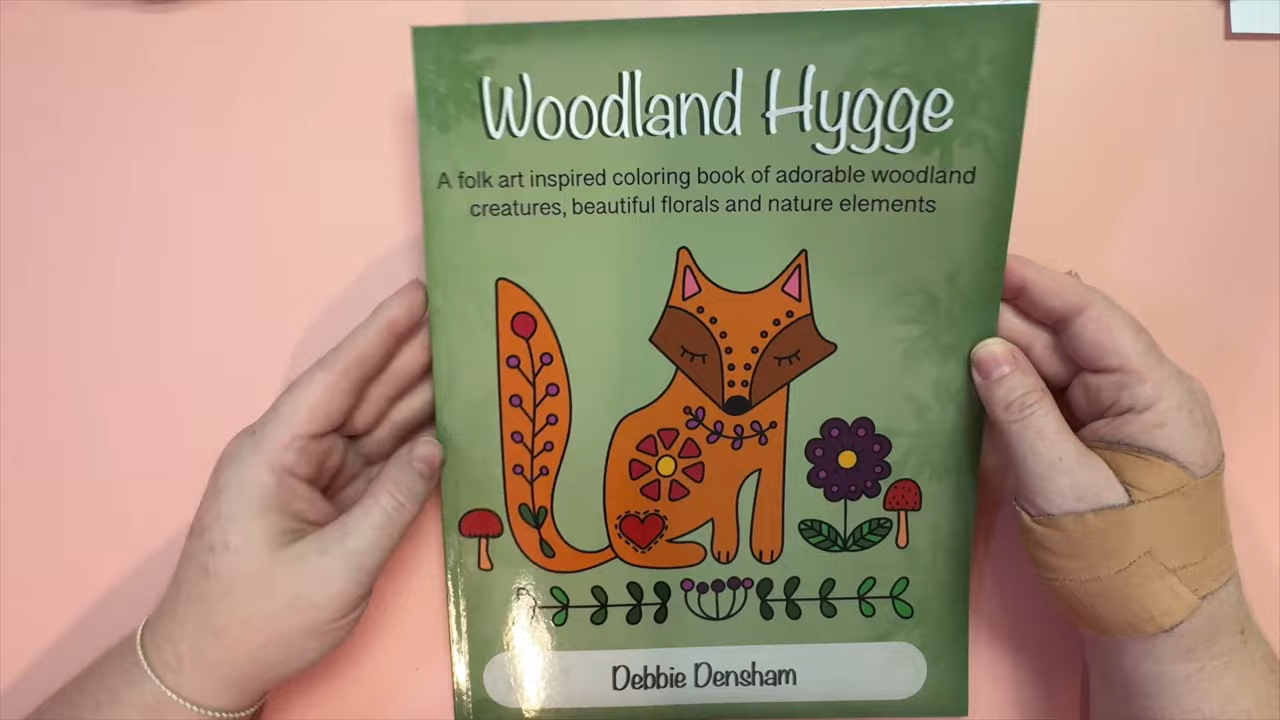 Woodland Hygge
A folk art inspired coloring book of adorable woodland
creatures, beautiful florals and nature elements
Debbie Densham